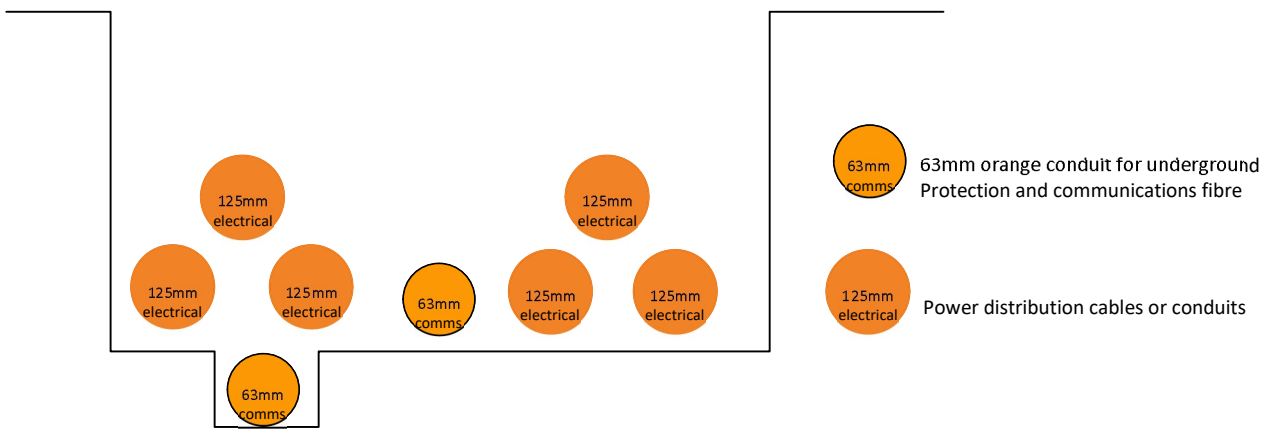 125mm
electrical
125mm
electrical
63mm
comms
63mm orange conduit for underground
Protection and communications fibre
125mm
electrical
125mm
electrical
63mm
comms
125mm
electrical
125mm
electrical
125mm
electrical
Power distribution cables or conduits
63mm
comms